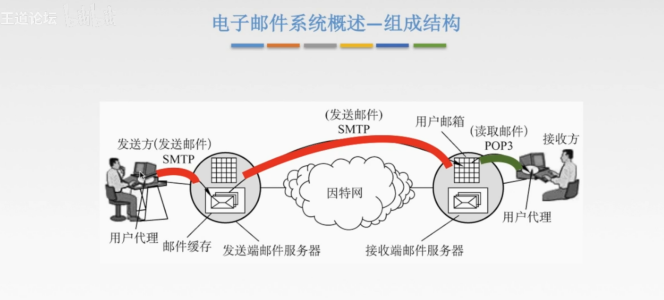 王道论坛
电子邮件系统概述—组成结构
(发送邮件)
SMTP
用户邮箱
(读取邮件)
POP3
接收方
发送方(发送邮件)
SMTP
因特网
用户代理
邮件缓存
发送端邮件服务器
接收端邮件服务器
用户代理